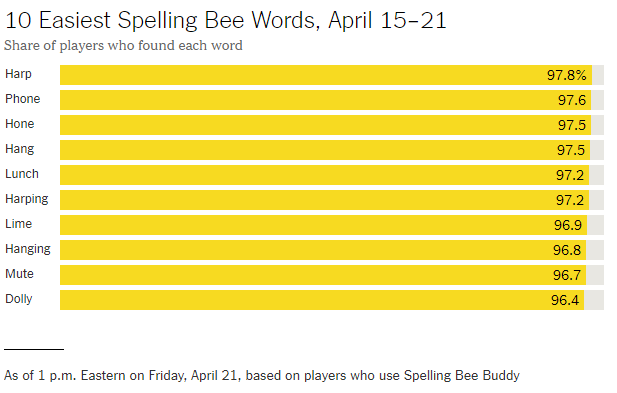 10 Easiest Spelling Bee Words, April 15–21
Share of players who found each word
Harp 97.8%
Phone 97.6
Hone 97.5
Hang 97.5
Lunch 97.2
Harping 97.2
Lime 96.9
Hanging 96.8
Mute 96.7
Dolly 96.4
As of 1 p.m. Eastern on Friday, April 21, based on players who use Spelling Bee Buddy